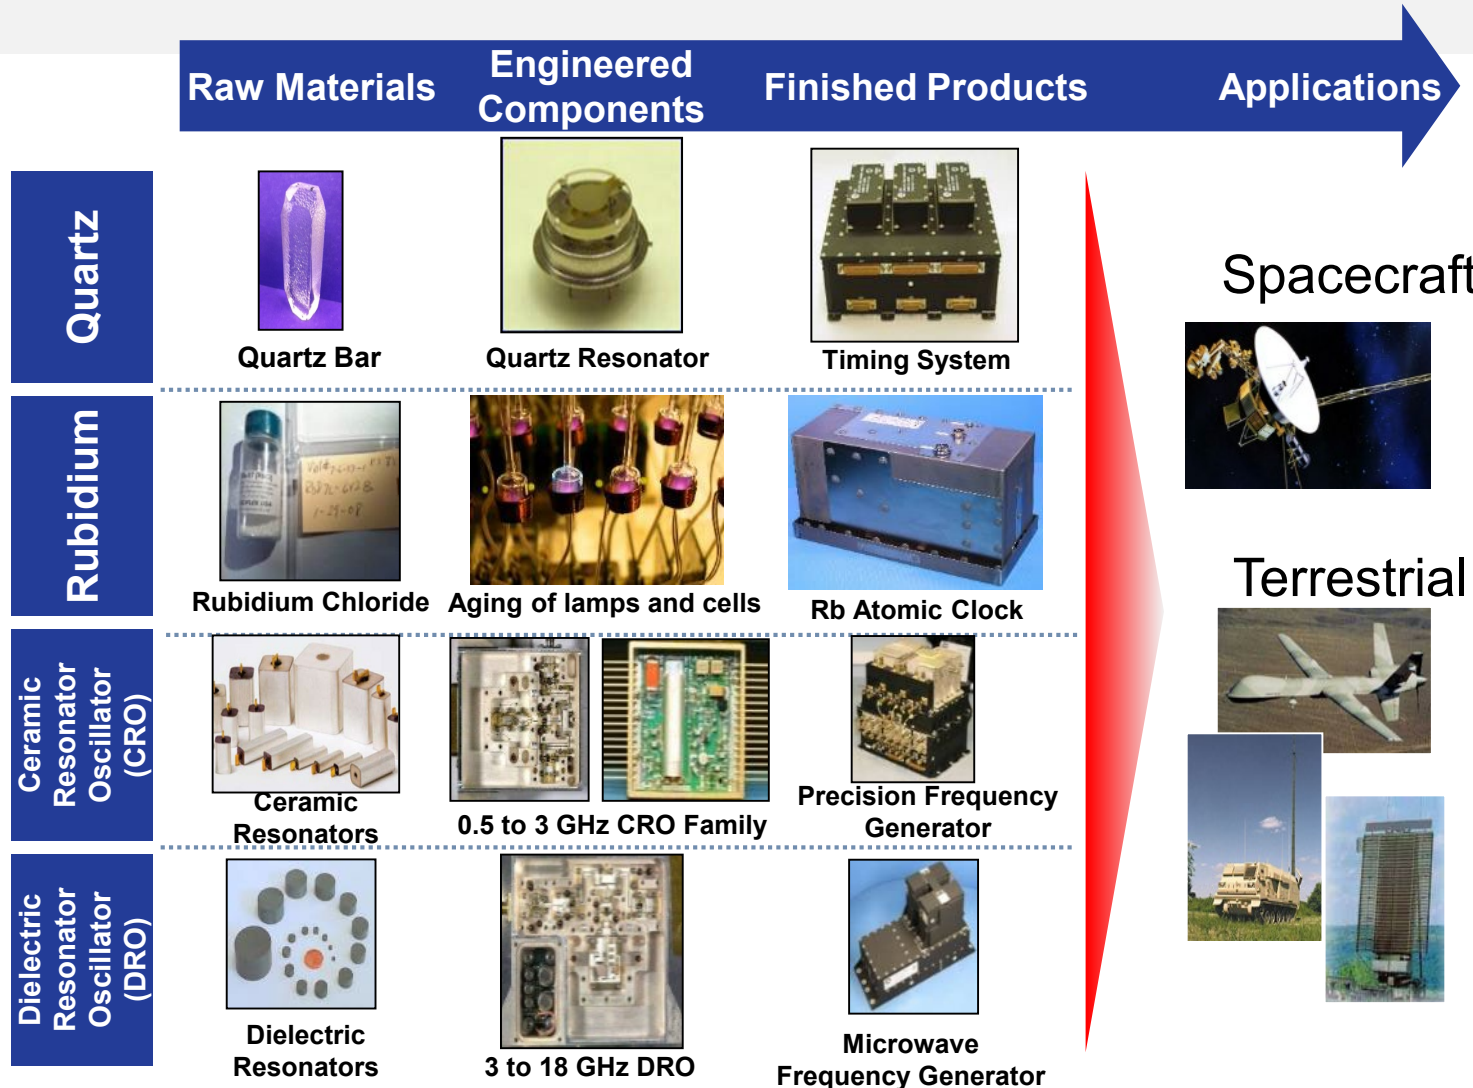 Raw Materials
Engineered
Components
Finished Products
Applications
Quartz
Quartz Bar
Quartz Resonator
Timing System
Spacecraft
Rubidium
1-29-08
Rubidium Chloride
Aging of lamps and cells
Rb Atomic Clock
Terrestrial
Ceramic
Resonator
Oscillator
(CRO)
Ceramic
Resonators
0.5 to 3 GHz CRO Family
Precision Frequency
Generator
Dielectric
Resonator
Oscillator
(DRO)
Dielectric
Resonators
3 to 18 GHz DRO
Microwave
Frequency Generator